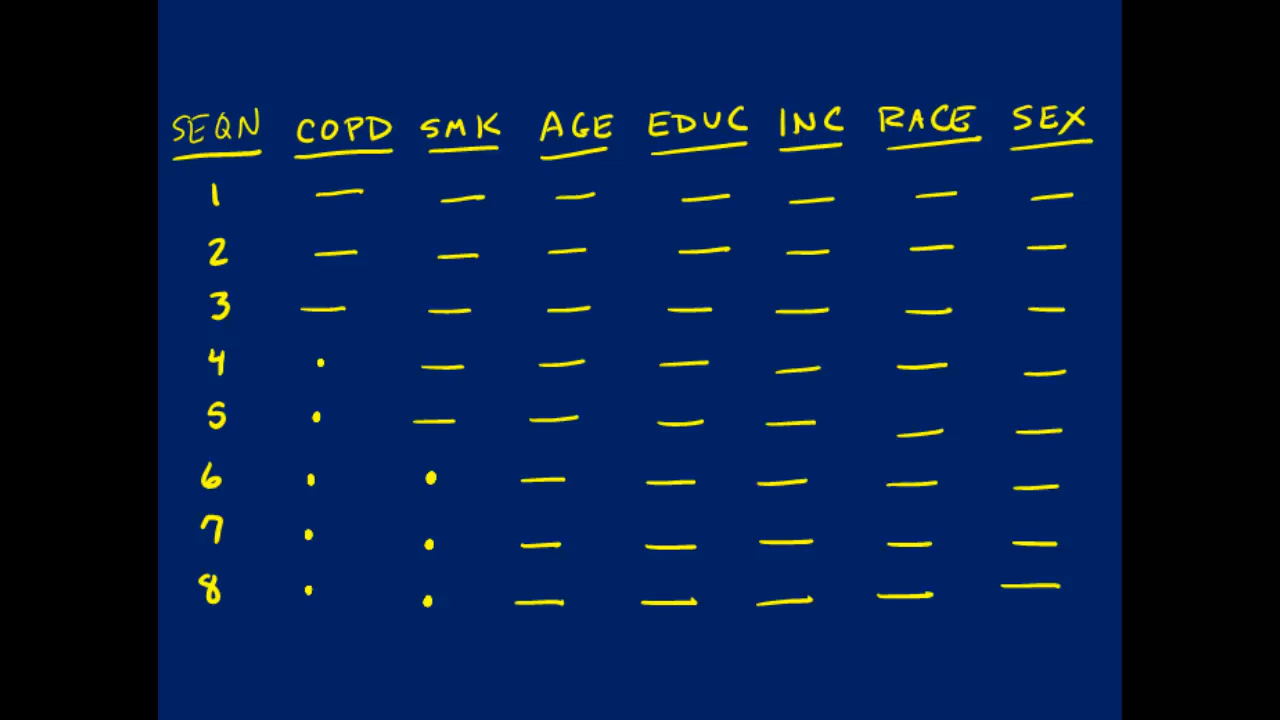 SEQN COPD SMK AGE EDUC INC RACE SEX
1 — — — — — — —
2 — — — — — — —
3 — — — — — — —
4 . — — — — — —
5 . — — — — — —
6 . . — — — — —
7 . . — — — — —
8 . . — — — — —